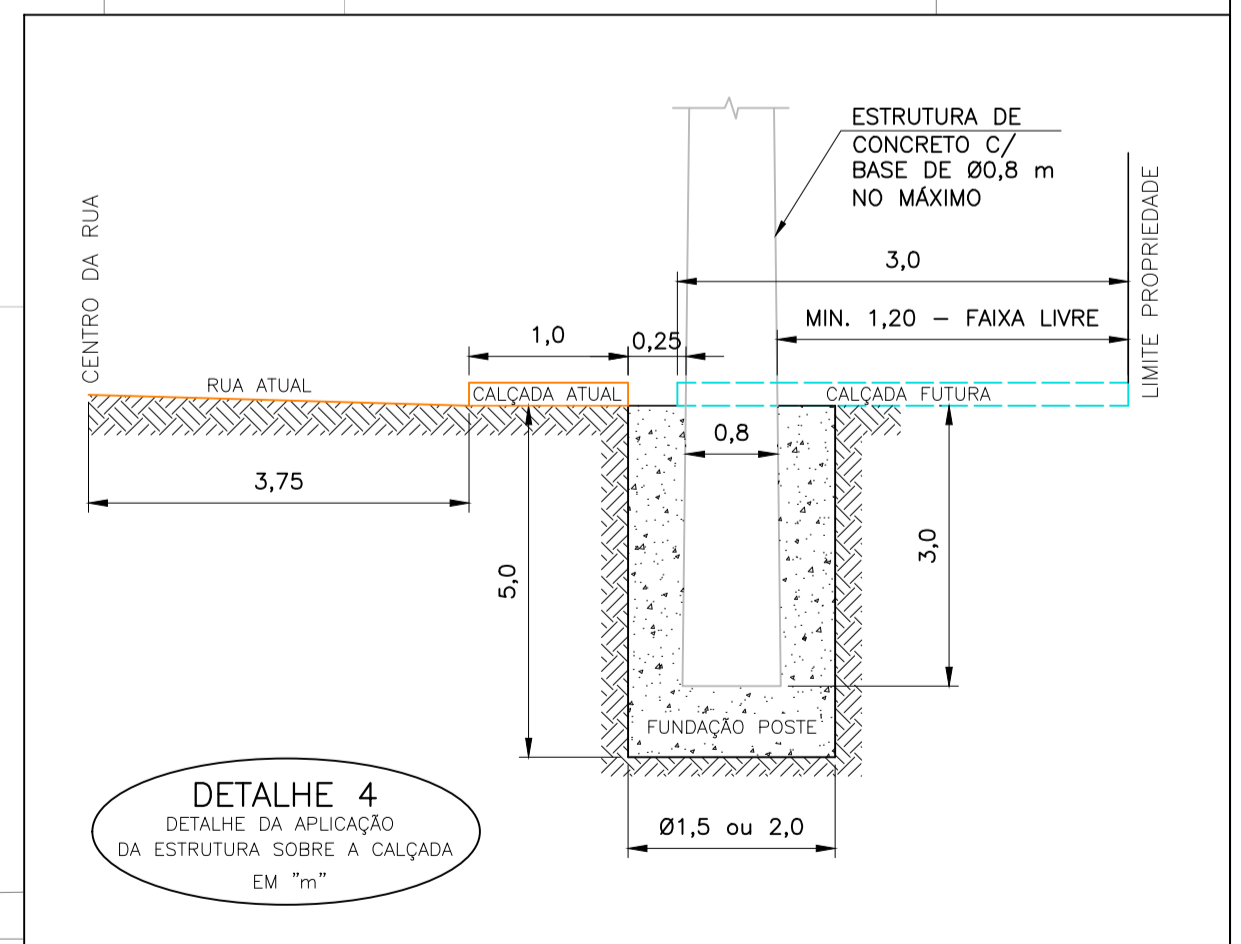 ESTRUTURA DE
CONCRETO C/
BASE DE Ø0,8 m
NO MÁXIMO
CENTRO DA RUA
LIMITE PROPRIEDADE
3,0
MIN. 1,20 – FAIXA LIVRE
1,0
0,25
RUA ATUAL
CALÇADA ATUAL
CALÇADA FUTURA
0,8
3,75
5,0
3,0
FUNDAÇÃO POSTE
Ø1,5 ou 2,0
DETALHE 4
DETALHE DA APLICAÇÃO
DA ESTRUTURA SOBRE A CALÇADA
EM "m"